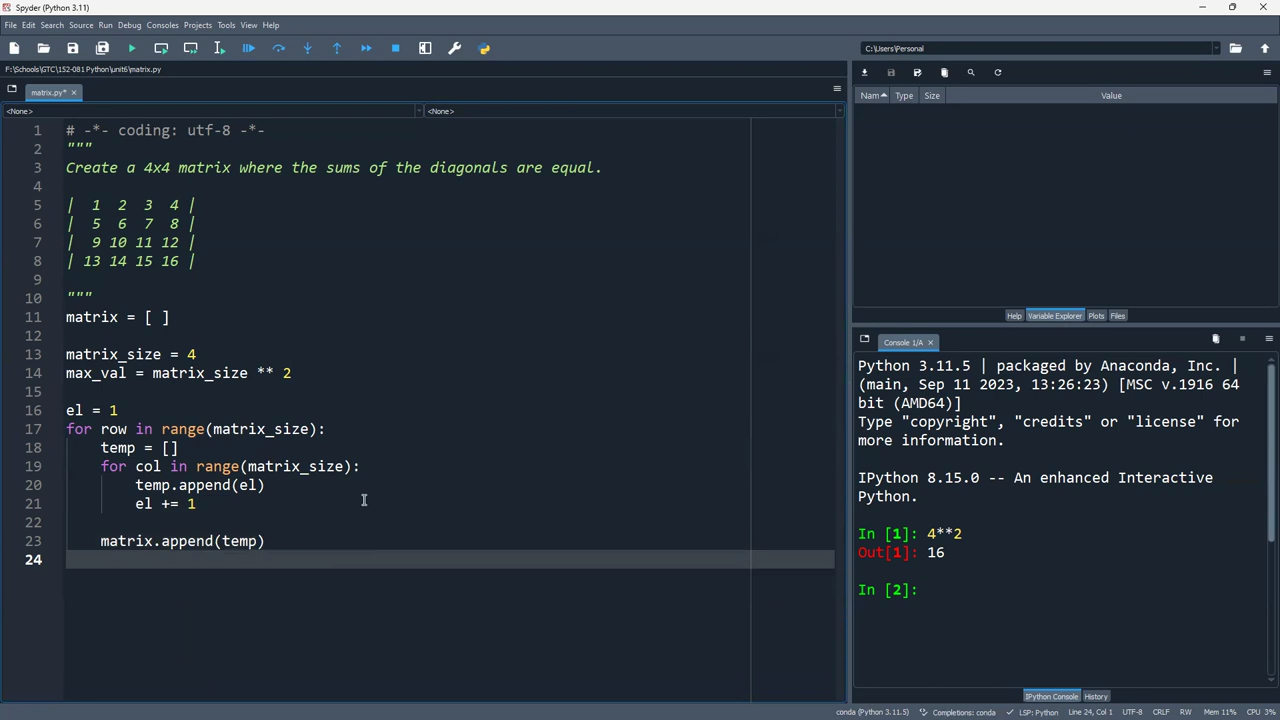 Spyder (Python 3.11)
File Edit Search Source Run Debug Consoles Projects Tools View Help
C:\Users\Personal
F:\Schools\GTC\152-081 Python\unit6\matrix.py
matrix.py*
<None>
<None>
1 # -*- coding: utf-8 -*-
2 """
3 Create a 4x4 matrix where the sums of the diagonals are equal.
4
5 |  1  2  3  4 |
6 |  5  6  7  8 |
7 |  9 10 11 12 |
8 | 13 14 15 16 |
9
10 """
11 matrix = [ ]
12
13 matrix_size = 4
14 max_val = matrix_size ** 2
15
16 el = 1
17 for row in range(matrix_size):
18     temp = []
19     for col in range(matrix_size):
20         temp.append(el)
21         el += 1
22
23     matrix.append(temp)
24
Nam Type Size Value
Help Variable Explorer Plots Files
Console 1/A
Python 3.11.5 | packaged by Anaconda, Inc. |
(main, Sep 11 2023, 13:26:23) [MSC v.1916 64
bit (AMD64)]
Type "copyright", "credits" or "license" for
more information.
IPython 8.15.0 -- An enhanced Interactive
Python.
In [1]: 4**2
Out[1]: 16
In [2]:
IPython Console History
conda (Python 3.11.5) Completions: conda LSP: Python Line 24, Col 1 UTF-8 CRLF RW Mem 11% CPU 3%